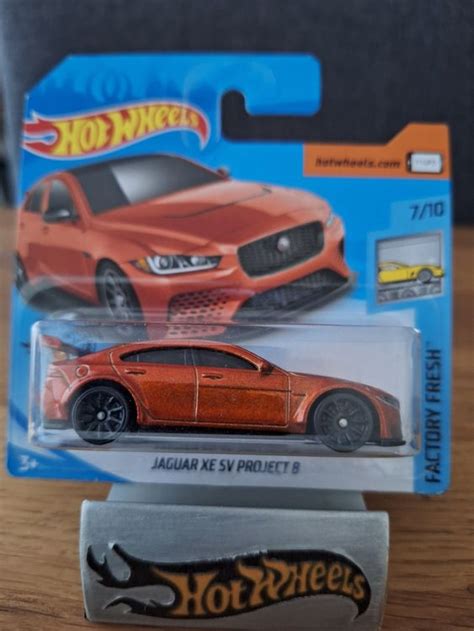 Hot Wheels
hotwheels.com
7/10
FACTORY FRESH
3+
JAGUAR XE SV PROJECT 8
Hot Wheels